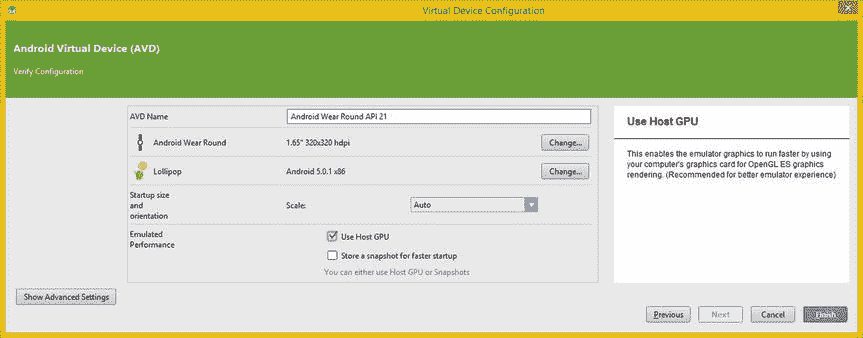 Virtual Device Configuration
Android Virtual Device (AVD)
Verify Configuration
AVD Name
Android Wear Round API 21
Android Wear Round
1.65" 320x320 hdpi
Change...
Lollipop
Android 5.0.1 x86
Change...
Startup size
and
orientation
Scale:
Auto
Emulated
Performance
Use Host GPU
Store a snapshot for faster startup
You can either use Host GPU or Snapshots
Use Host GPU
This enables the emulator graphics to run faster by using
your computer's graphics card for OpenGL ES graphics
rendering. (Recommended for better emulator experience)
Show Advanced Settings
Previous
Next
Cancel
Finish